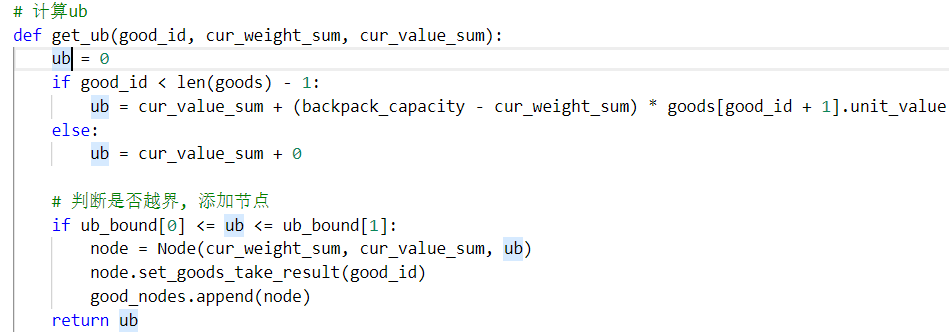 # 计算ub
def get_ub(good_id, cur_weight_sum, cur_value_sum):
    ub = 0
    if good_id < len(goods) - 1:
        ub = cur_value_sum + (backpack_capacity - cur_weight_sum) * goods[good_id + 1].unit_value
    else:
        ub = cur_value_sum + 0

    # 判断是否越界, 添加节点
    if ub_bound[0] <= ub <= ub_bound[1]:
        node = Node(cur_weight_sum, cur_value_sum, ub)
        node.set_goods_take_result(good_id)
        good_nodes.append(node)
    return ub